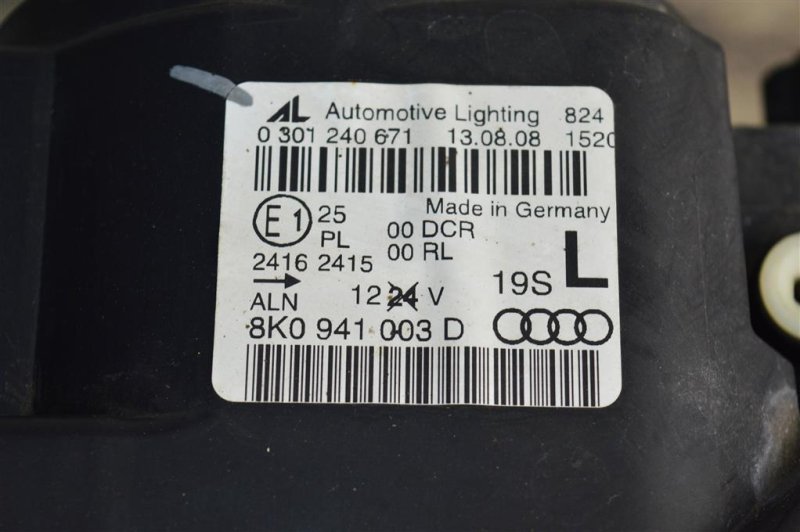 AL Automotive Lighting 824
0 301 240 671 13.08.08 1520
Made in Germany
E1 25
PL 00 DCR
00 RL
2416 2415
19S L
ALN 12 24 V
8K0 941 003 D